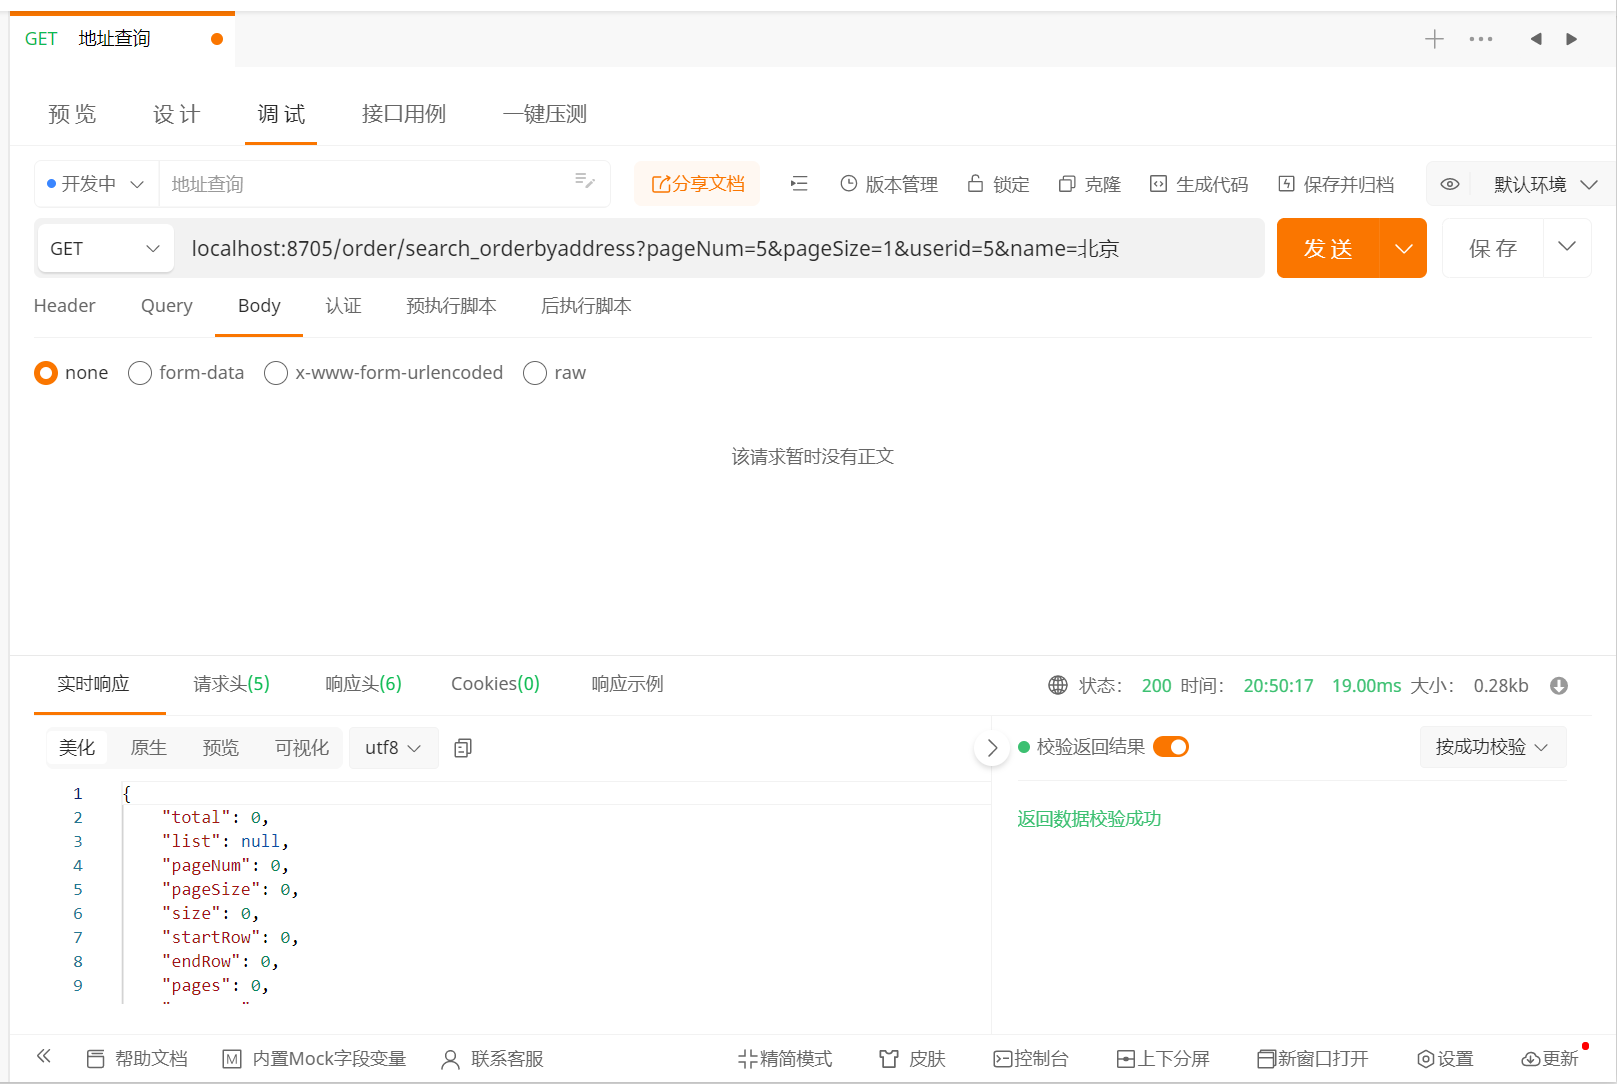 GET 地址查询
预览 设计 调试 接口用例 一键压测
开发中 地址查询 分享文档 版本管理 锁定 克隆 生成代码 保存并归档 默认环境
GET localhost:8705/order/search_orderbyaddress?pageNum=5&pageSize=1&userid=5&name=北京 发送 保存
Header Query Body 认证 预执行脚本 后执行脚本
none form-data x-www-form-urlencoded raw
该请求暂时没有正文
实时响应 请求头(5) 响应头(6) Cookies(0) 响应示例 状态: 200 时间: 20:50:17 19.00ms 大小: 0.28kb
美化 原生 预览 可视化 utf8 校验返回结果 按成功校验
1 {
2 "total": 0,
返回数据校验成功
3 "list": null,
4 "pageNum": 0,
5 "pageSize": 0,
6 "size": 0,
7 "startRow": 0,
8 "endRow": 0,
9 "pages": 0,
帮助文档 M 内置Mock字段变量 联系客服 精简模式 皮肤 控制台 上下分屏 新窗口打开 设置 更新